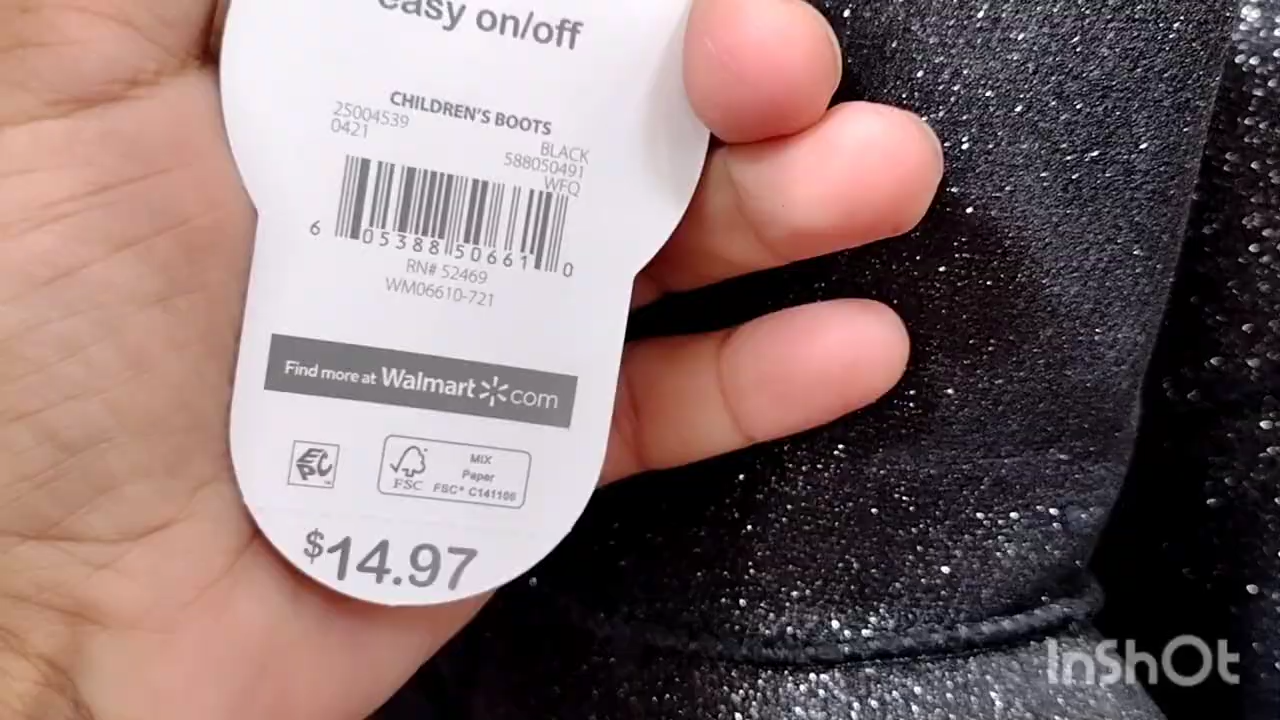 easy on/off
CHILDREN'S BOOTS
25004539
0421
BLACK
588050491
WFQ
6 05388 50661 0
RN# 52469
WM06610-721
Find more at Walmart.com
EPC
MIX
Paper
FSC FSC® C141106
$14.97
InShOt